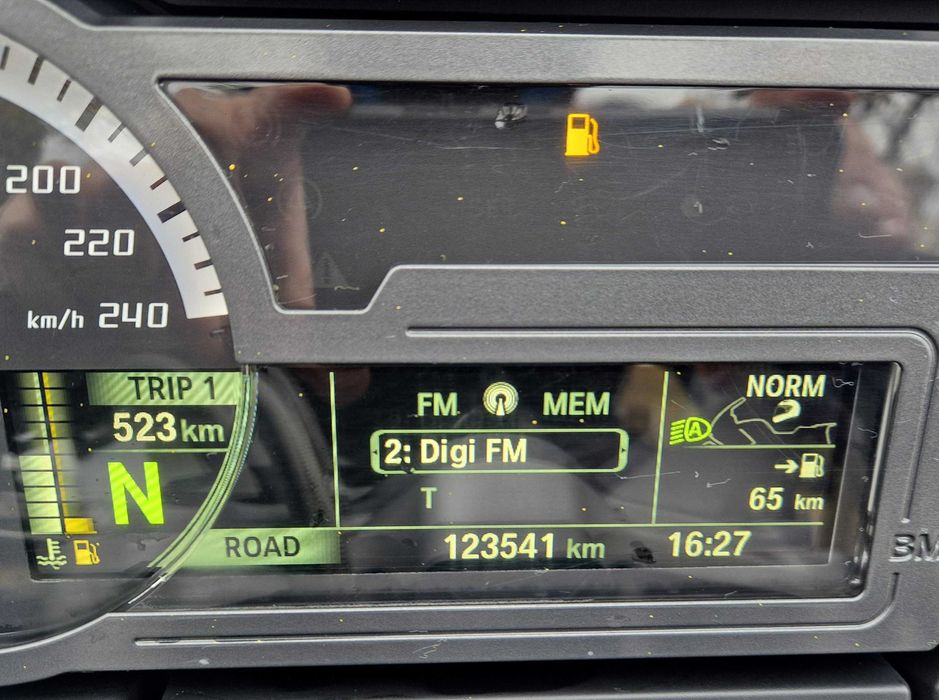 200
220
km/h 240
TRIP 1
523 km
N
ROAD
FM MEM
2: Digi FM
T
123541 km
NORM
A
65 km
16:27
BM